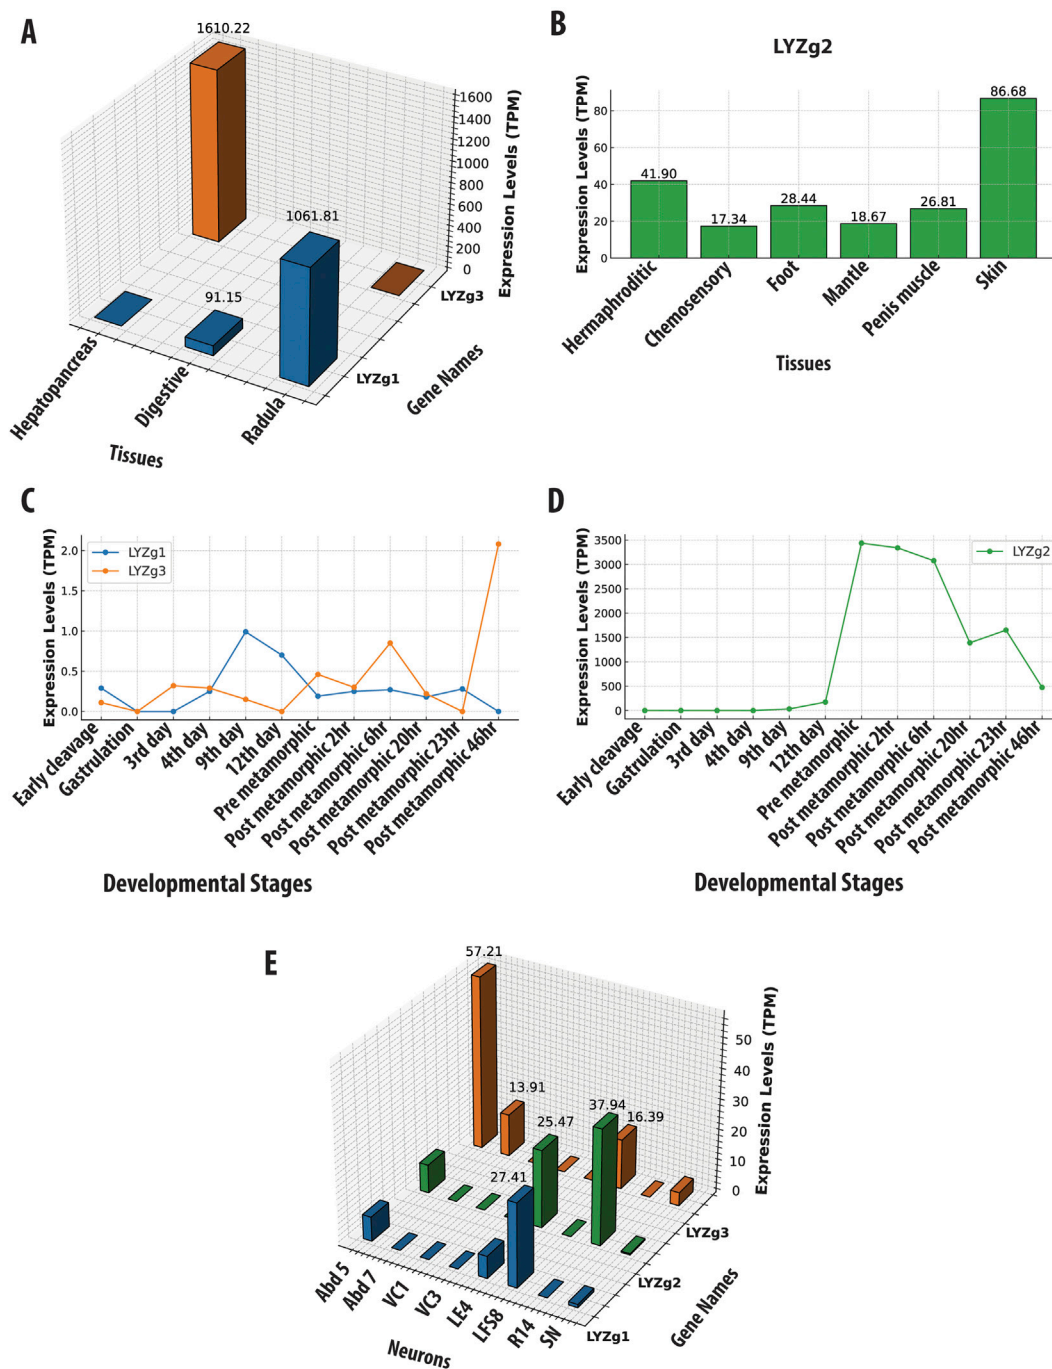 A
1610.22
1600
1400
1200
1000
800
600
400
200
0
Expression Levels (TPM)
1061.81
91.15
LYZg3
LYZg1
Gene Names
Hepatopancreas
Digestive
Radula
Tissues
B
LYZg2
Expression Levels (TPM)
80
60
40
20
0
41.90
17.34
28.44
18.67
26.81
86.68
Hermaphroditic
Chemosensory
Foot
Mantle
Penis muscle
Skin
Tissues
C
Expression Levels (TPM)
2.0
1.5
1.0
0.5
0.0
LYZg1
LYZg3
Early cleavage
Gastrulation
3rd day
4th day
9th day
12th day
Pre metamorphic
Post metamorphic 2hr
Post metamorphic 6hr
Post metamorphic 20hr
Post metamorphic 23hr
Post metamorphic 46hr
Developmental Stages
D
Expression Levels (TPM)
3500
3000
2500
2000
1500
1000
500
0
LYZg2
Early cleavage
Gastrulation
3rd day
4th day
9th day
12th day
Pre metamorphic
Post metamorphic 2hr
Post metamorphic 6hr
Post metamorphic 20hr
Post metamorphic 23hr
Post metamorphic 46hr
Developmental Stages
E
57.21
13.91
25.47
37.94
16.39
27.41
50
40
30
20
10
0
Expression Levels (TPM)
LYZg3
LYZg2
LYZg1
Gene Names
Abd 5
Abd 7
VC1
VC3
LE4
LFS8
R14
SN
Neurons